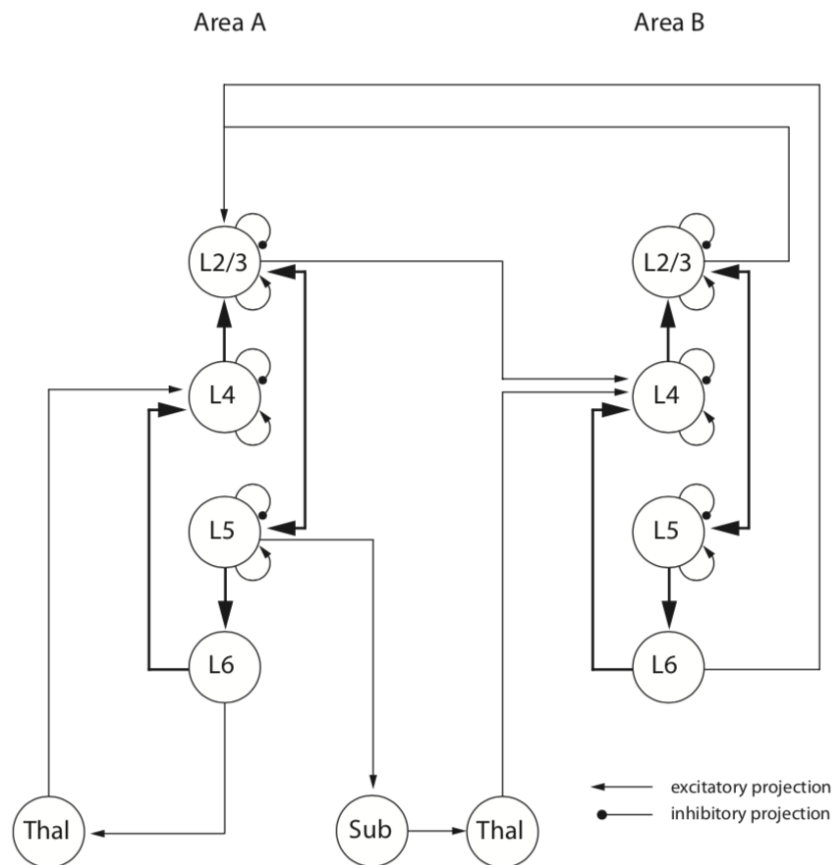 Area A
Area B
L2/3
L2/3
L4
L4
L5
L5
L6
L6
Thal
Sub
Thal
excitatory projection
inhibitory projection